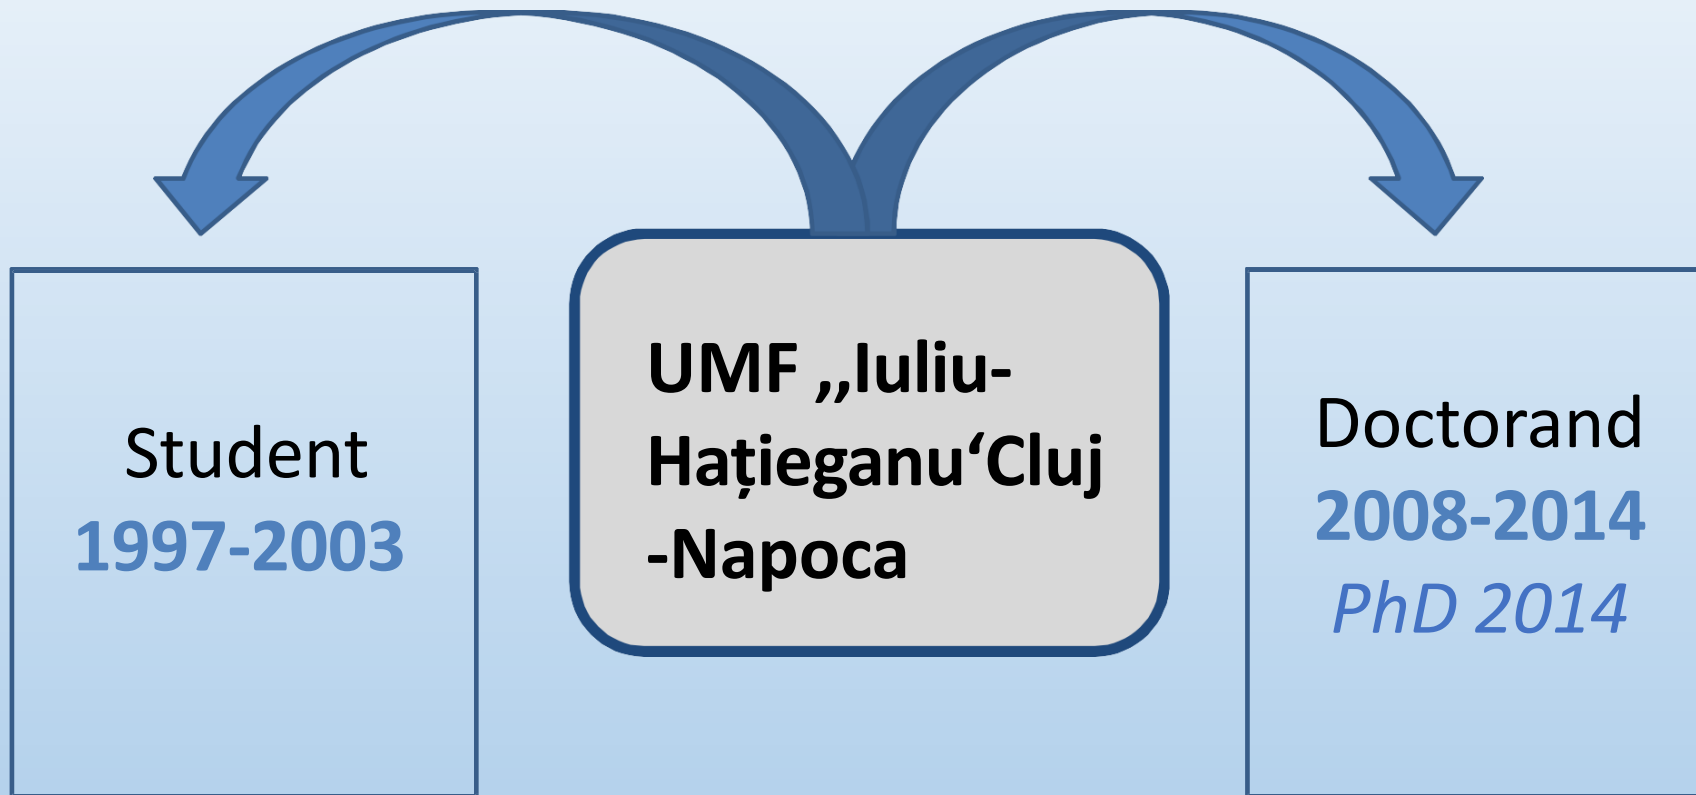 Student
1997-2003
UMF ,,Iuliu-
Hațieganu‘Cluj
-Napoca
Doctorand
2008-2014
PhD 2014